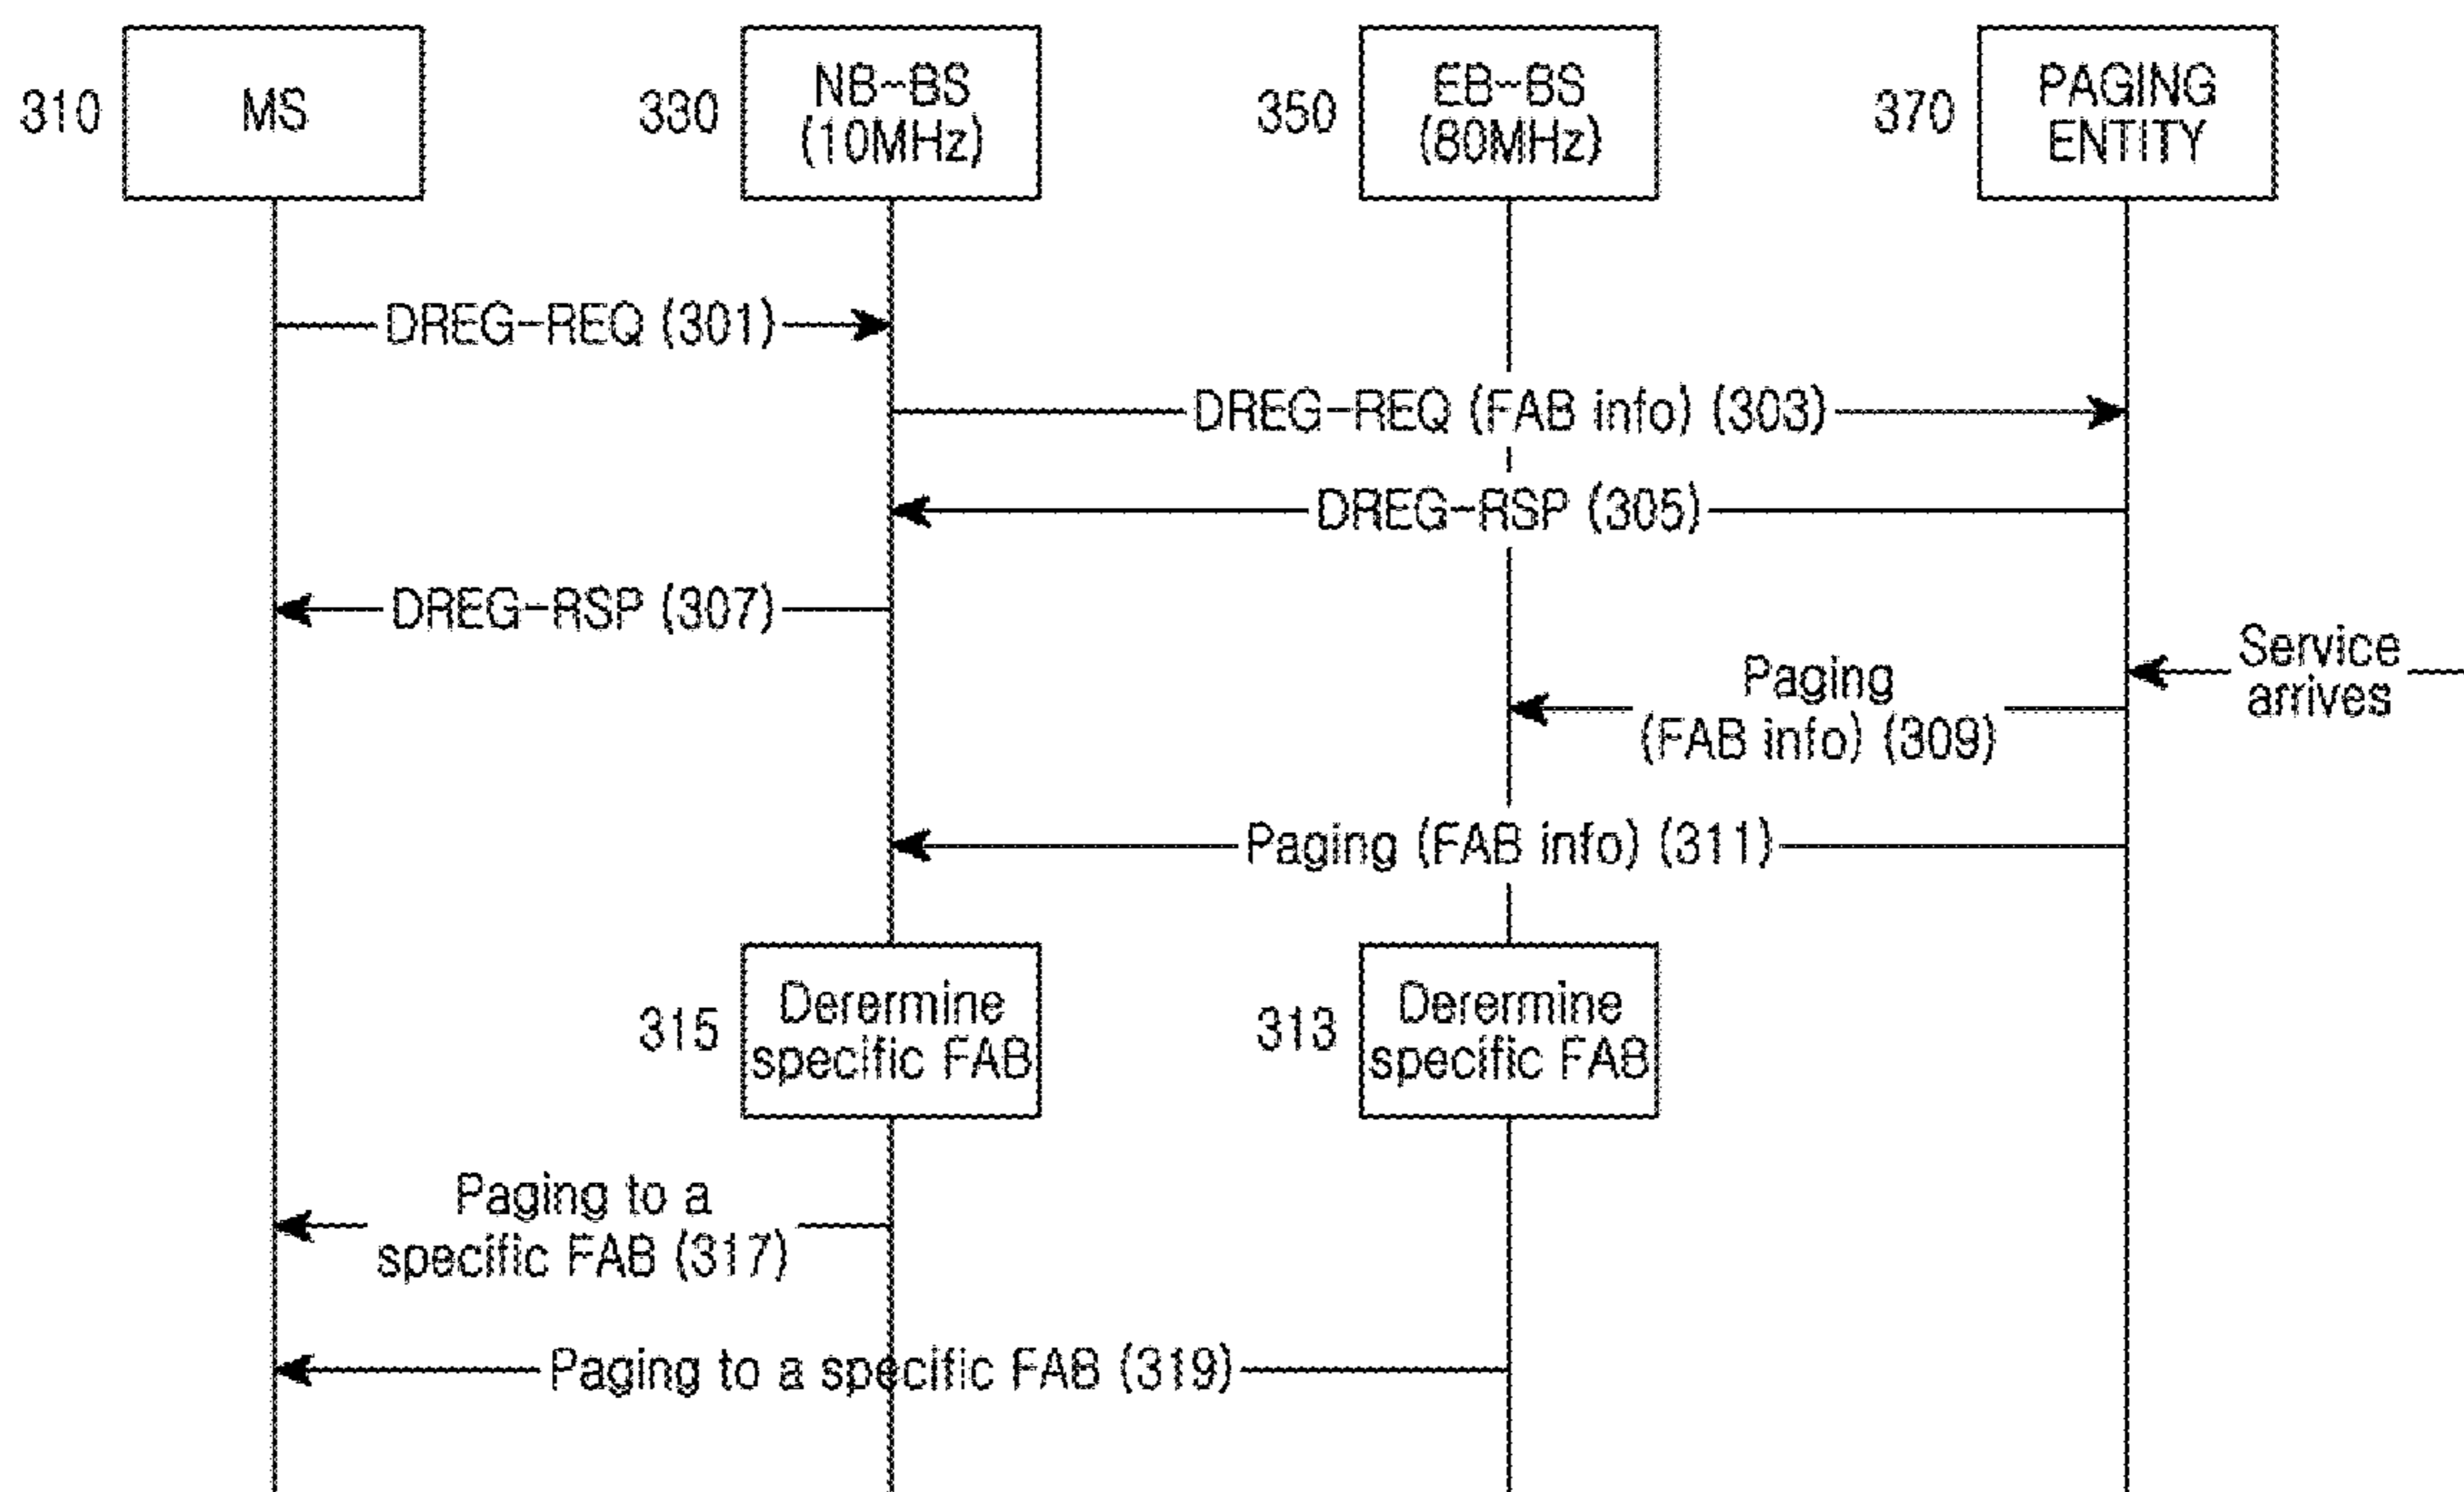 310
MS
330
NB-BS
(10MHz)
350
EB-BS
(80MHz)
370
PAGING
ENTITY
DREG-REQ (301)
DREG-REQ (FAB info) (303)
DREG-RSP (305)
DREG-RSP (307)
Service
arrives
Paging
(FAB info) (309)
Paging (FAB info) (311)
315
Derermine
specific FAB
313
Derermine
specific FAB
Paging to a
specific FAB (317)
Paging to a specific FAB (319)